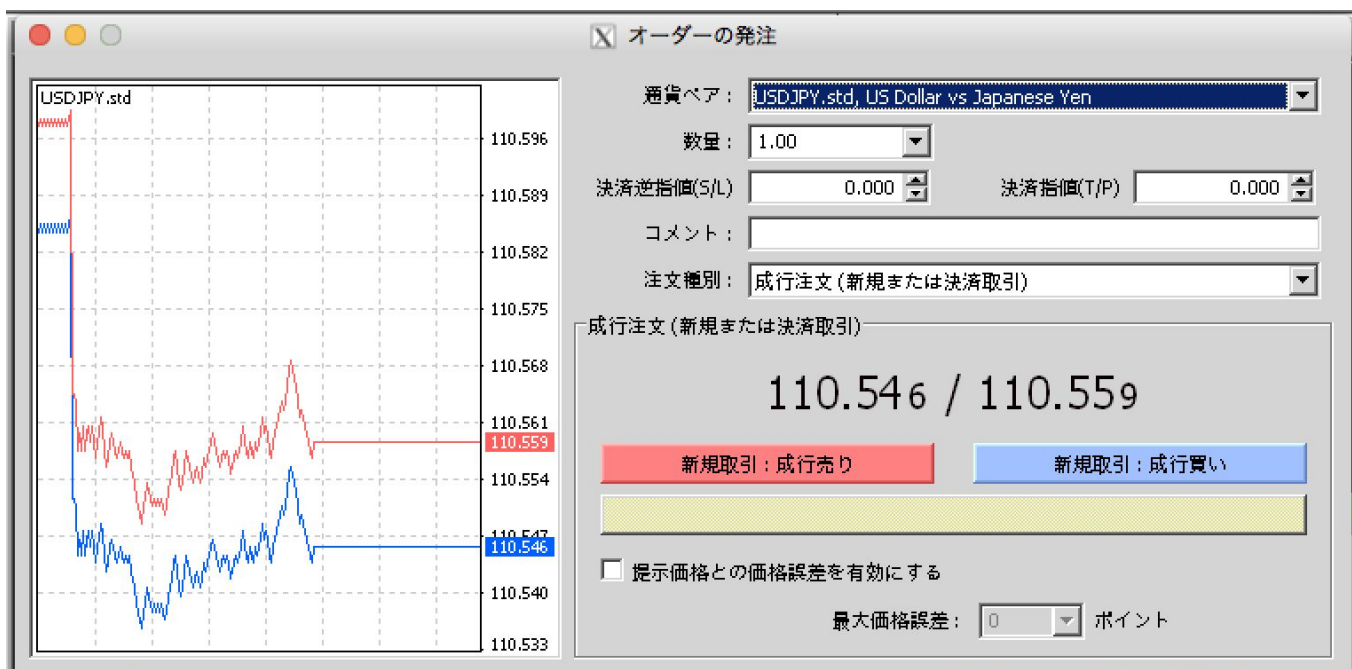 オーダーの発注
USDJPY.std
110.596
110.589
110.582
110.575
110.568
110.561
110.559
110.554
110.547
110.546
110.540
110.533
通貨ペア： USDJPY.std, US Dollar vs Japanese Yen
数量： 1.00
決済逆指値(S/L) 0.000 決済指値(T/P) 0.000
コメント：
注文種別： 成行注文 (新規または決済取引)
成行注文 (新規または決済取引)
110.546 / 110.559
新規取引：成行売り 新規取引：成行買い
提示価格との価格誤差を有効にする
最大価格誤差： 0 ポイント